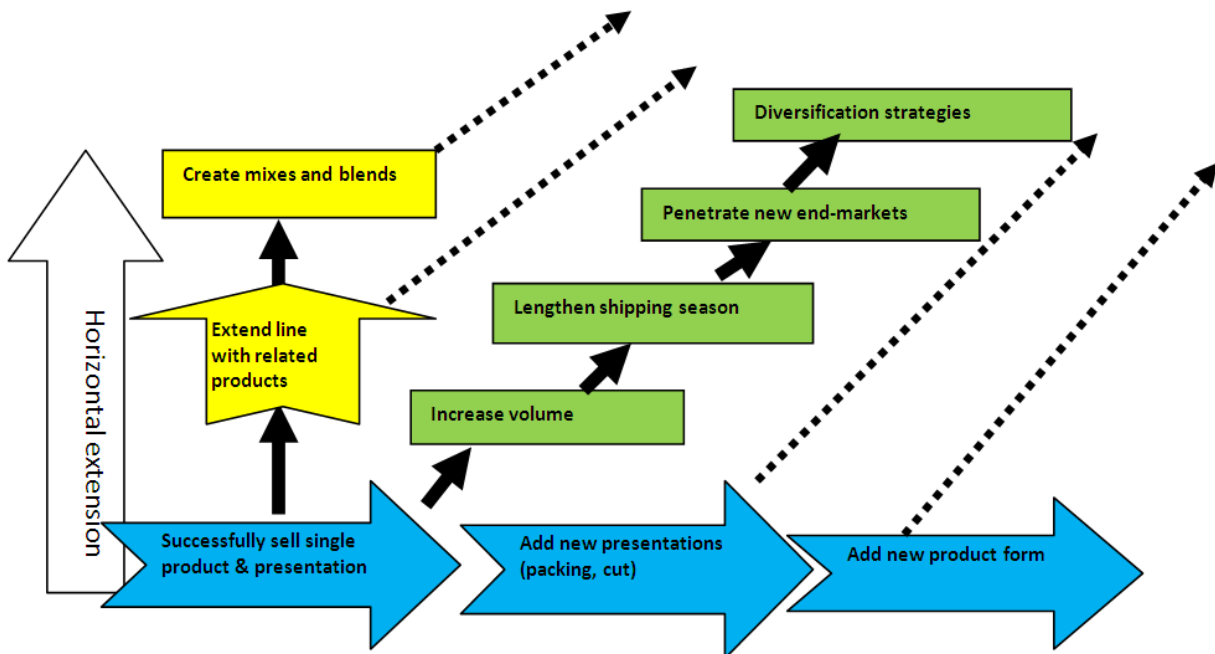 Diversification strategies
Create mixes and blends
Penetrate new end-markets
Lengthen shipping season
Extend line
with related
products
Increase volume
Horizontal extension
Successfully sell single
product & presentation
Add new presentations
(packing, cut)
Add new product form